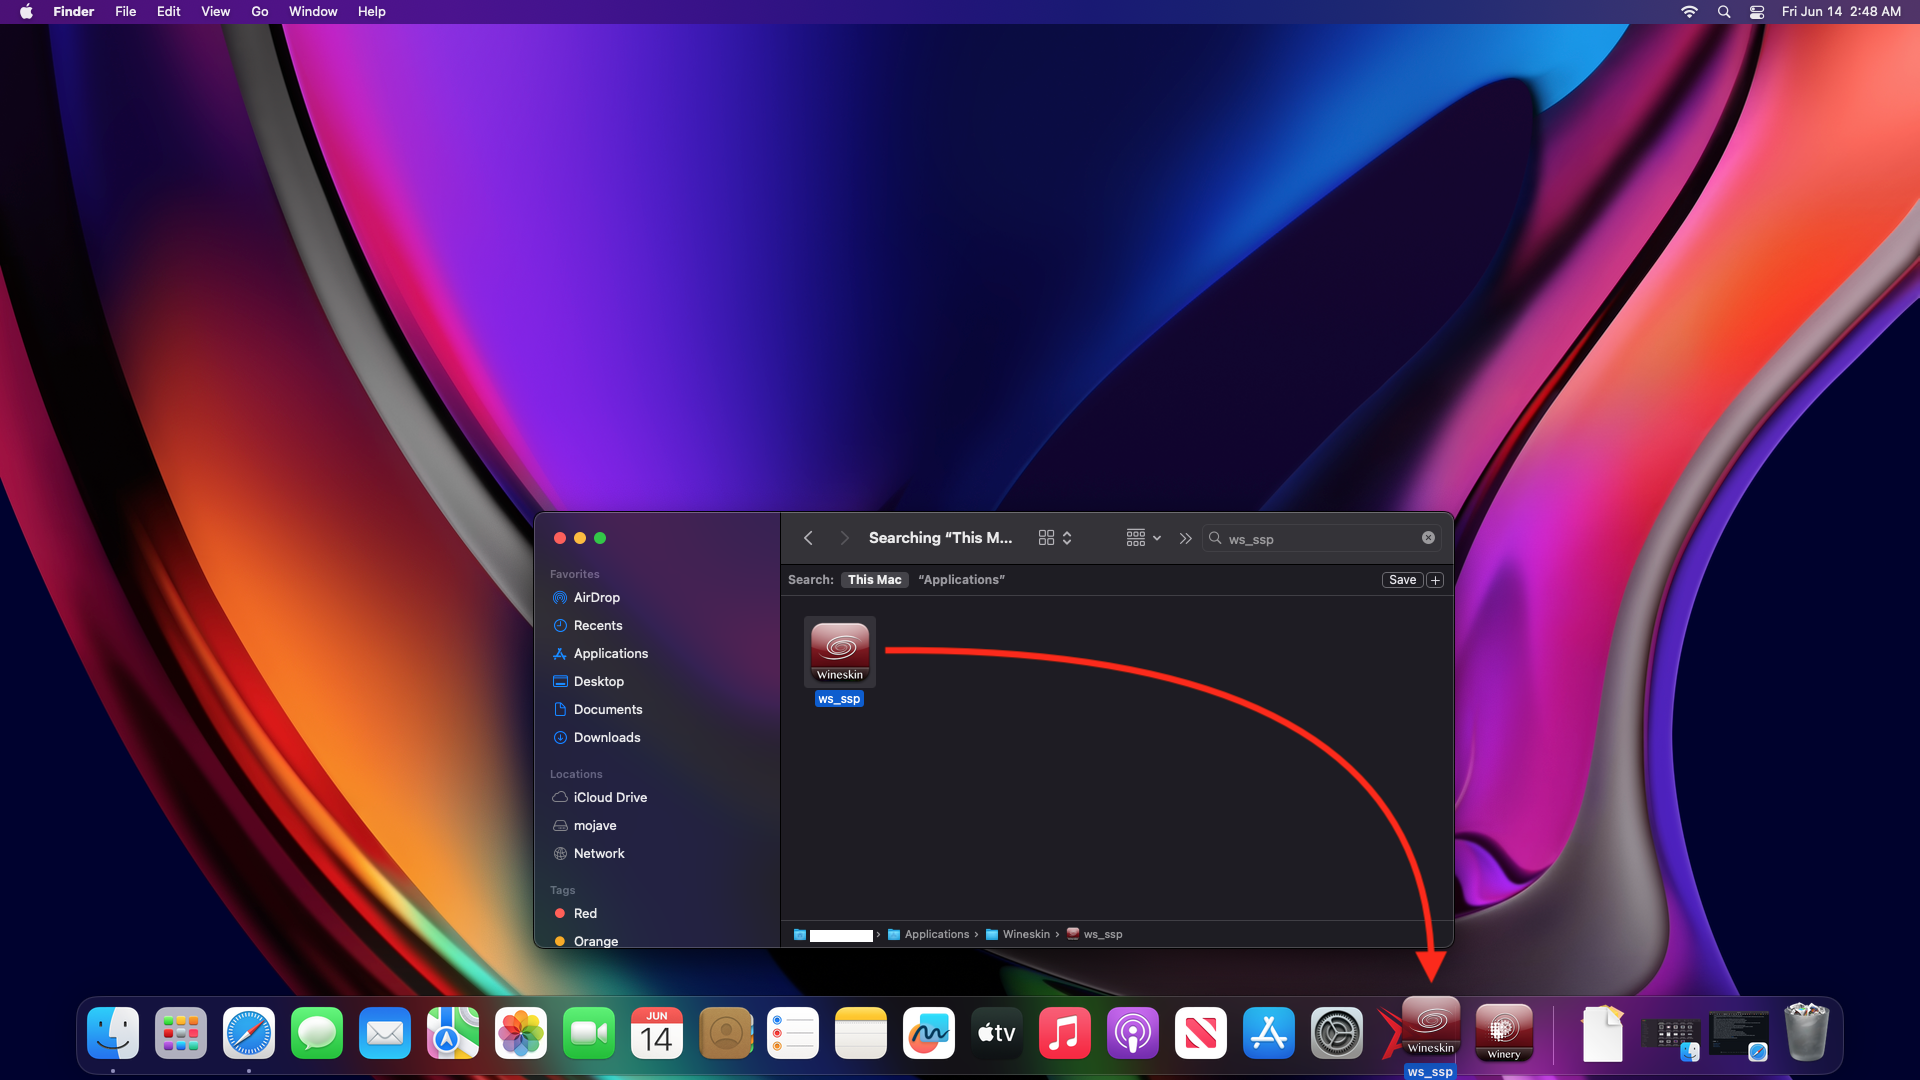 Finder File Edit View Go Window Help Fri Jun 14 2:48 AM
Searching “This M... ws_ssp
Search: This Mac “Applications” Save
Favorites
AirDrop
Recents
Applications
Desktop
Documents
Downloads
Locations
iCloud Drive
mojave
Network
Tags
Red
Orange
Wineskin
ws_ssp
Applications › Wineskin › ws_ssp
JUN
14
tv
Wineskin
Winery
ws_ssp